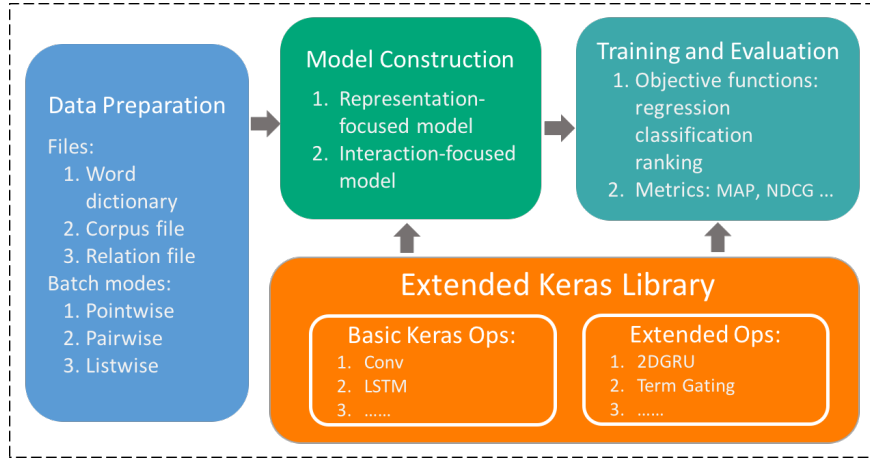 Data Preparation
Files:
1. Word
dictionary
2. Corpus file
3. Relation file
Batch modes:
1. Pointwise
2. Pairwise
3. Listwise
Model Construction
1. Representation-
focused model
2. Interaction-focused
model
Training and Evaluation
1. Objective functions:
regression
classification
ranking
2. Metrics: MAP, NDCG ...
Extended Keras Library
Basic Keras Ops:
1. Conv
2. LSTM
3. ......
Extended Ops:
1. 2DGRU
2. Term Gating
3. ......